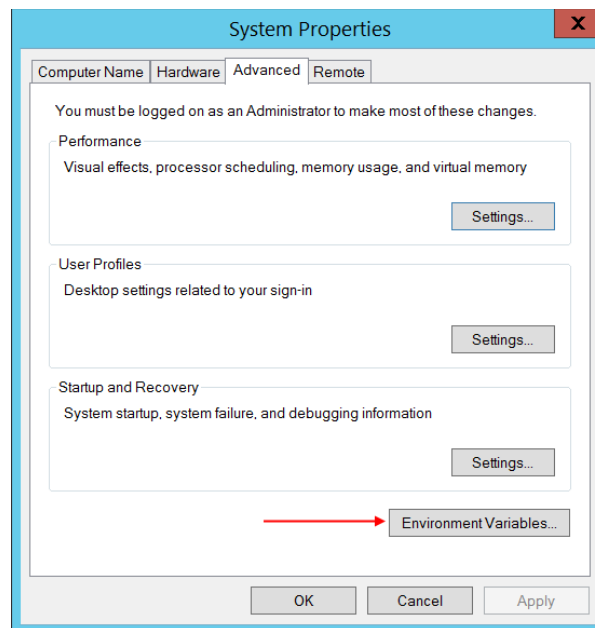 System Properties
X
Computer Name Hardware Advanced Remote
You must be logged on as an Administrator to make most of these changes.
Performance
Visual effects, processor scheduling, memory usage, and virtual memory
Settings...
User Profiles
Desktop settings related to your sign-in
Settings...
Startup and Recovery
System startup, system failure, and debugging information
Settings...
Environment Variables...
OK Cancel Apply